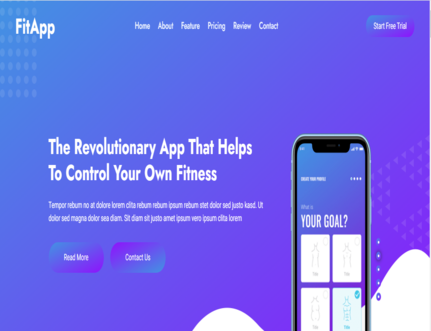 FitApp
Home About Feature Pricing Review Contact
Start Free Trial
The Revolutionary App That Helps
To Control Your Own Fitness
Tempor rebum no at dolore lorem clita rebum rebum ipsum rebum stet dolor sed justo kasd. Ut
dolor sed magna dolor sea diam. Sit diam sit justo amet ipsum vero ipsum clita lorem
Read More
Contact Us
CREATE YOUR PROFILE
What is
YOUR GOAL?